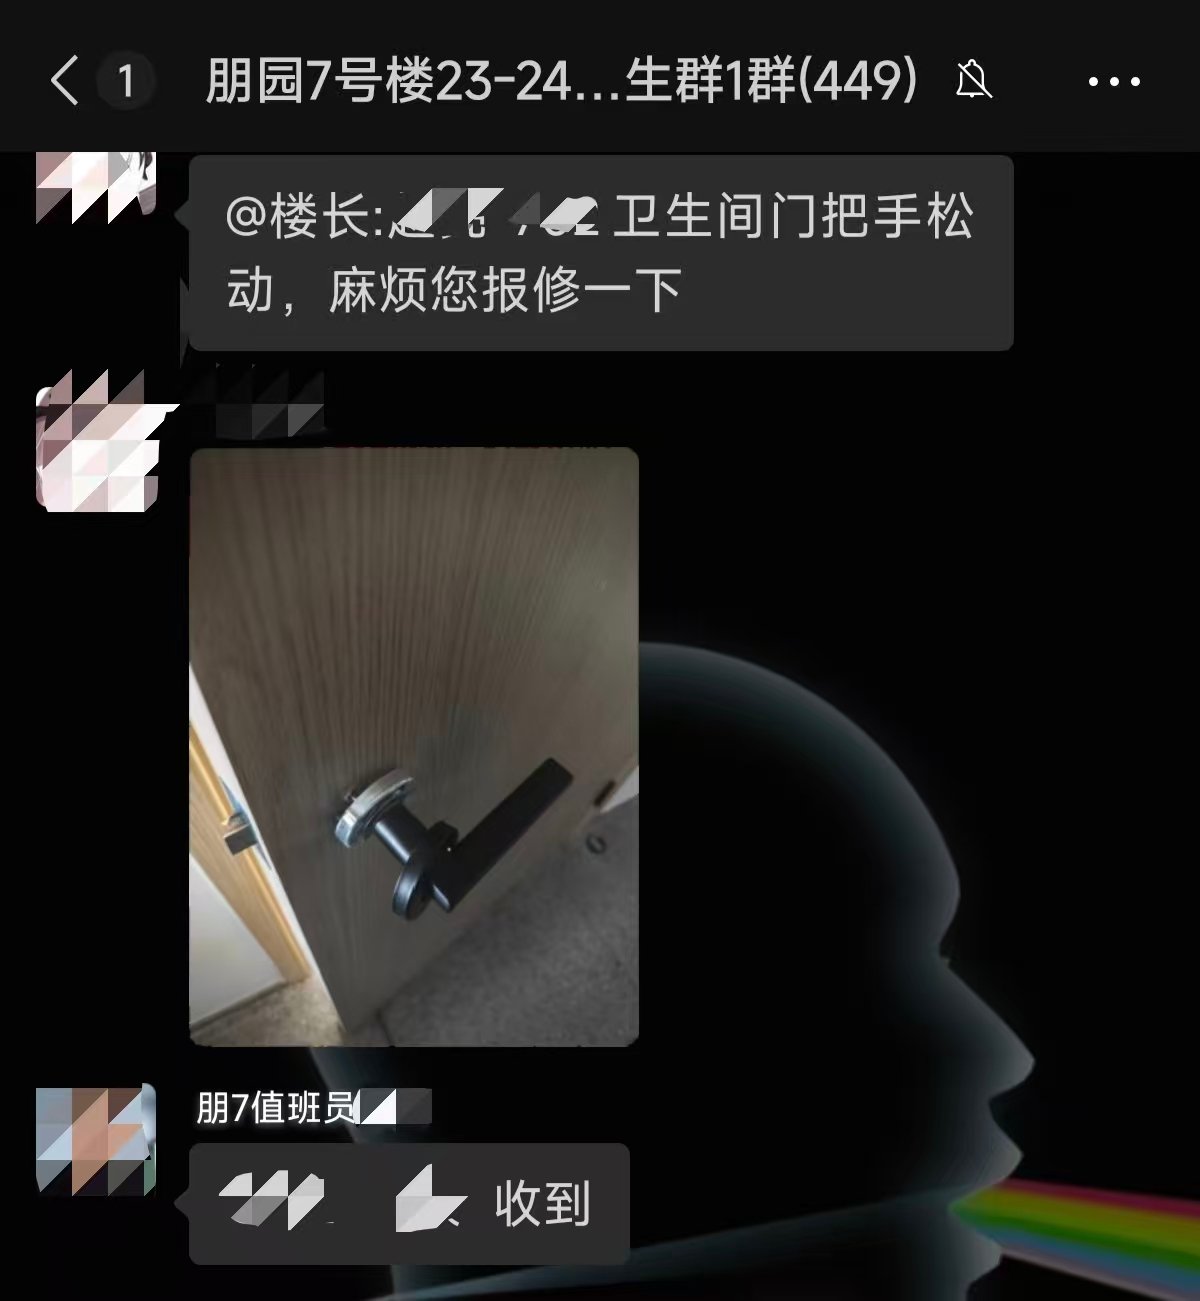 1
朋园7号楼23-24...生群1群(449)
@楼长: 卫生间门把手松
动，麻烦您报修一下
朋7值班员
收到